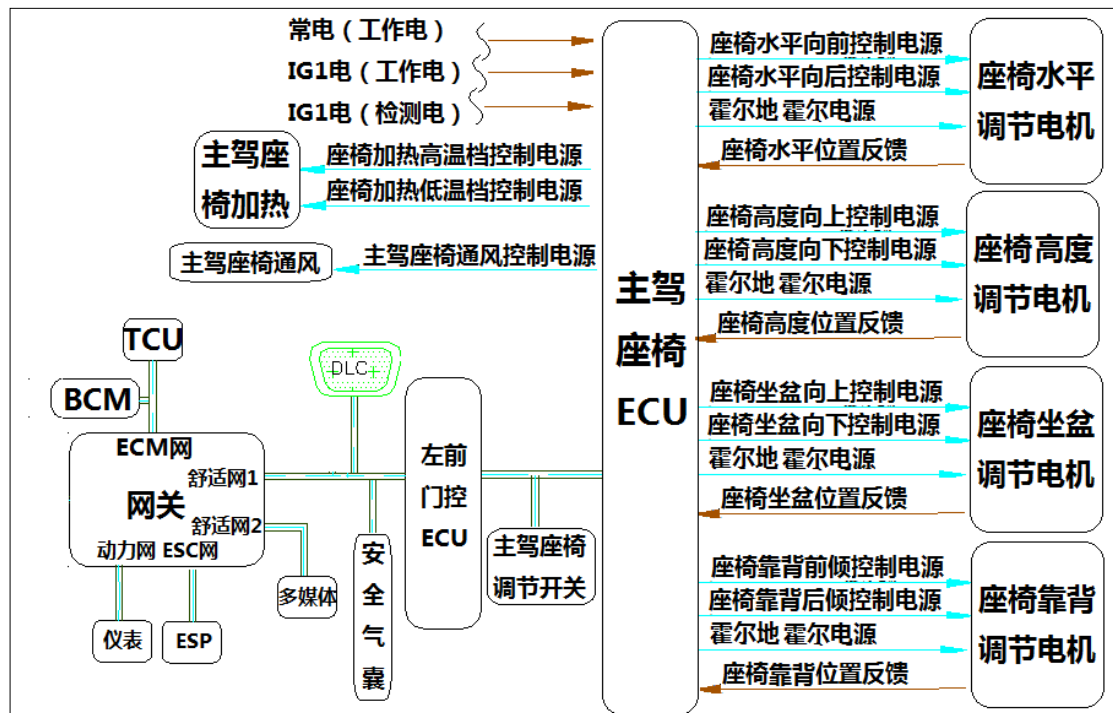 常电（工作电）
IG1电（工作电）
IG1电（检测电）
主驾座
椅加热
座椅加热高温档控制电源
座椅加热低温档控制电源
主驾座椅通风
主驾座椅通风控制电源
TCU
BCM
ECM网
舒适网1
网关
舒适网2
动力网 ESC网
仪表
ESP
多媒体
DLC
安
全
气
囊
左前
门控
ECU
主驾座椅
调节开关
主驾
座椅
ECU
座椅水平向前控制电源
座椅水平向后控制电源
霍尔地 霍尔电源
座椅水平位置反馈
座椅水平
调节电机
座椅高度向上控制电源
座椅高度向下控制电源
霍尔地 霍尔电源
座椅高度位置反馈
座椅高度
调节电机
座椅坐盆向上控制电源
座椅坐盆向下控制电源
霍尔地 霍尔电源
座椅坐盆位置反馈
座椅坐盆
调节电机
座椅靠背前倾控制电源
座椅靠背后倾控制电源
霍尔地 霍尔电源
座椅靠背位置反馈
座椅靠背
调节电机